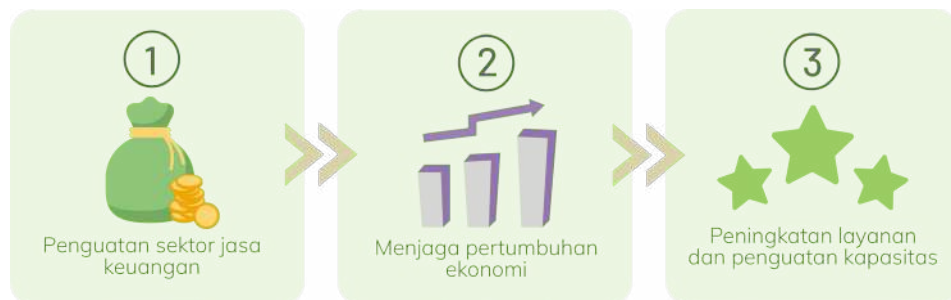 1
Penguatan sektor jasa
keuangan
2
Menjaga pertumbuhan
ekonomi
3
Peningkatan layanan
dan penguatan kapasitas